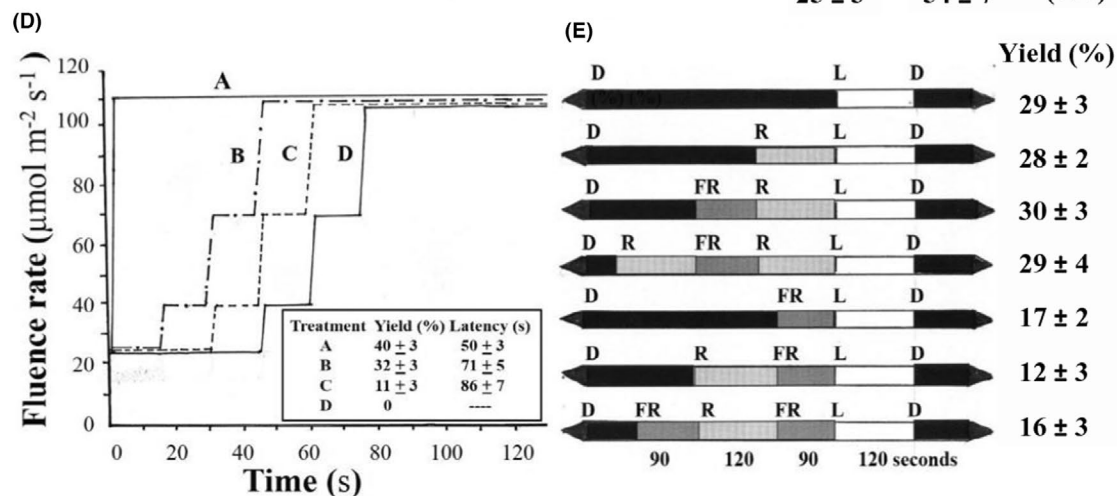 (D)
120
100
80
60
40
20
0
Fluence rate (µmol m-2 s-1)
A
B C D
Treatment Yield (%) Latency (s)
A 40 ± 3 50 ± 3
B 32 ± 3 71 ± 5
C 11 ± 3 86 ± 7
D 0 ----
0 20 40 60 80 100 120
Time (s)
(E)
Yield (%)
D L D
(%) (%)
29 ± 3
D R L D
28 ± 2
D FR R L D
30 ± 3
D R FR R L D
29 ± 4
D FR L D
17 ± 2
D R FR L D
12 ± 3
D FR R FR L D
16 ± 3
90 120 90 120 seconds